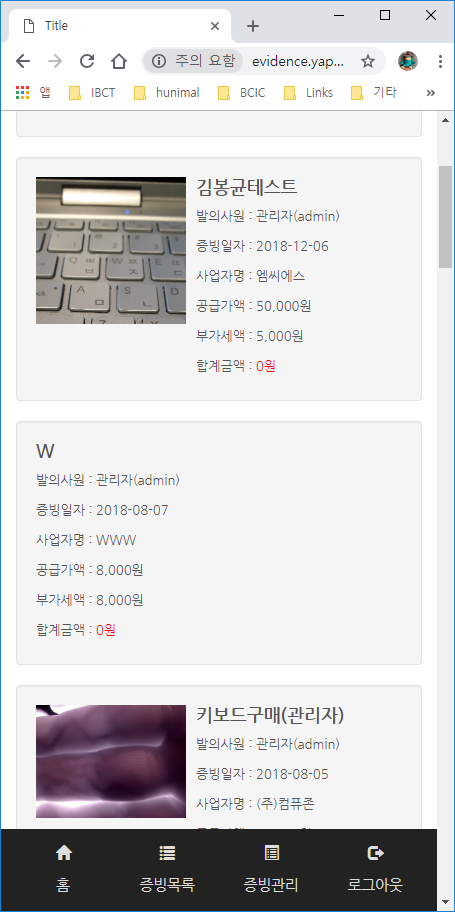 Title
주의 요함
evidence.yap...
앱
IBCT
hunimal
BCIC
Links
기타
»
김봉균테스트
발의사원 : 관리자(admin)
증빙일자 : 2018-12-06
사업자명 : 엠씨에스
공급가액 : 50,000원
부가세액 : 5,000원
합계금액 : 0원
W
발의사원 : 관리자(admin)
증빙일자 : 2018-08-07
사업자명 : WWW
공급가액 : 8,000원
부가세액 : 8,000원
합계금액 : 0원
키보드구매(관리자)
발의사원 : 관리자(admin)
증빙일자 : 2018-08-05
사업자명 : (주)컴퓨존
홈
증빙목록
증빙관리
로그아웃